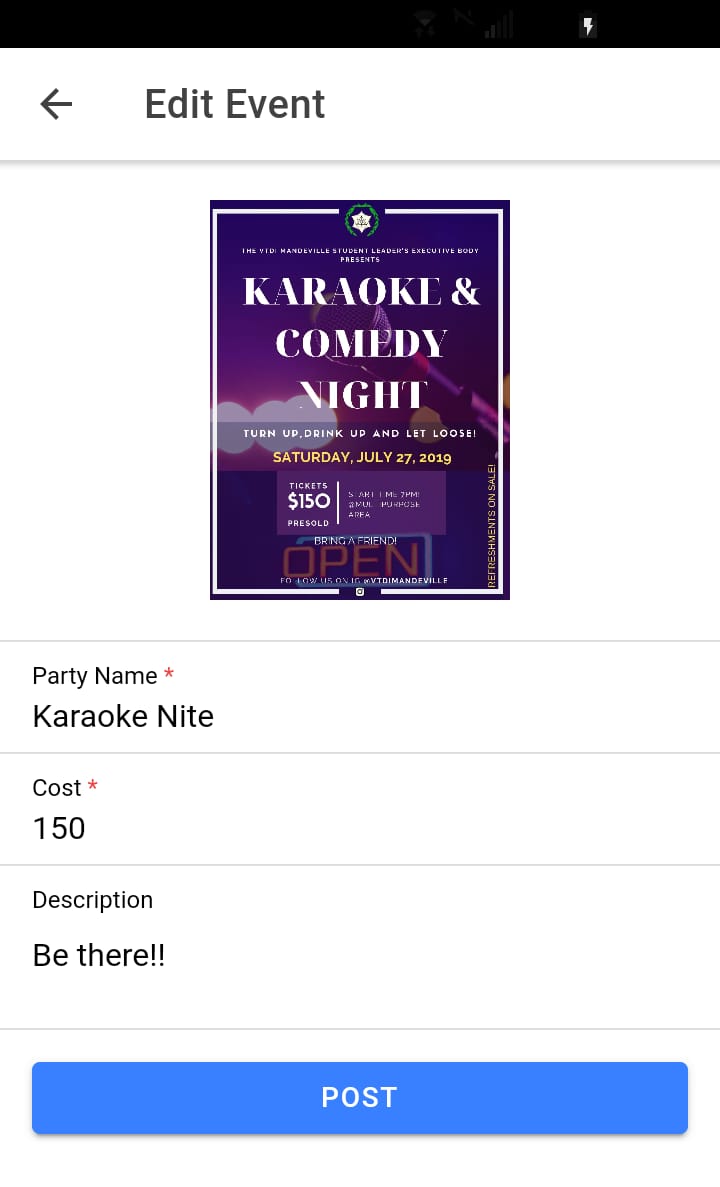 Edit Event
THE VTDI MANDEVILLE STUDENT LEADER'S EXECUTIVE BODY
PRESENTS
KARAOKE &
COMEDY
NIGHT
TURN UP,DRINK UP AND LET LOOSE!
SATURDAY, JULY 27, 2019
TICKETS
$150
PRESOLD
START TIME 7PM!
@MULTIPURPOSE
AREA
BRING A FRIEND!
OPEN
FOLLOW US ON IG @VTDIMANDEVILLE
REFRESHMENTS ON SALE!
Party Name *
Karaoke Nite
Cost *
150
Description
Be there!!
POST